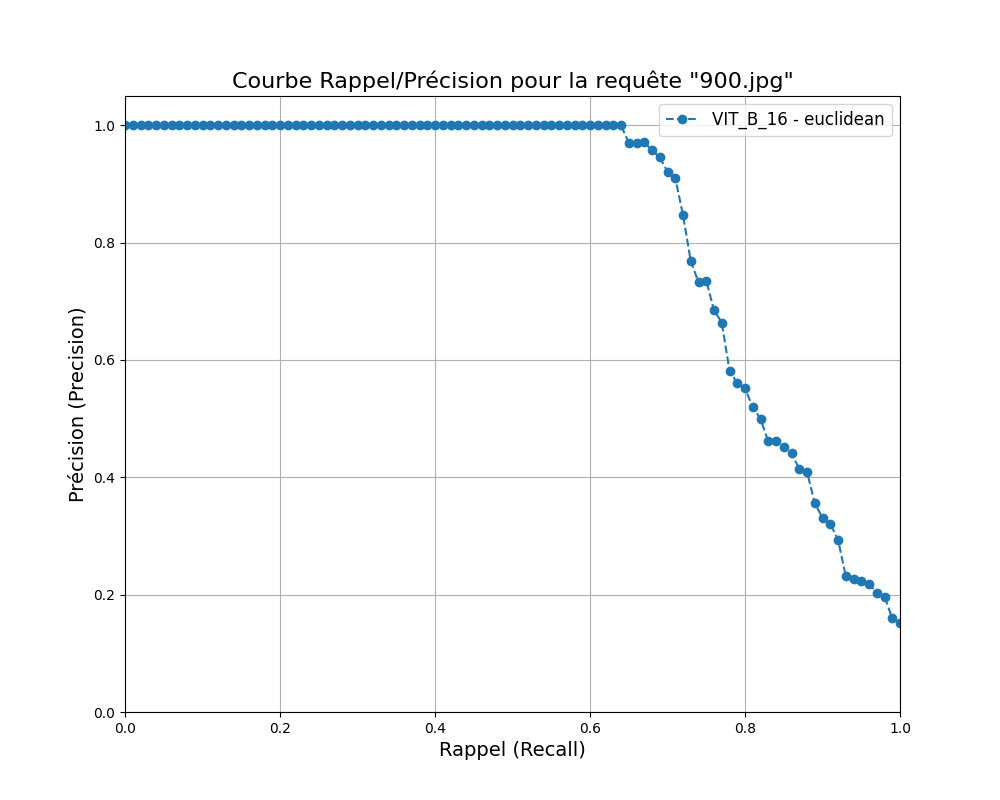 Courbe Rappel/Précision pour la requête "900.jpg"
VIT_B_16 - euclidean
1.0
0.8
0.6
0.4
0.2
0.0
Précision (Precision)
0.0 0.2 0.4 0.6 0.8 1.0
Rappel (Recall)